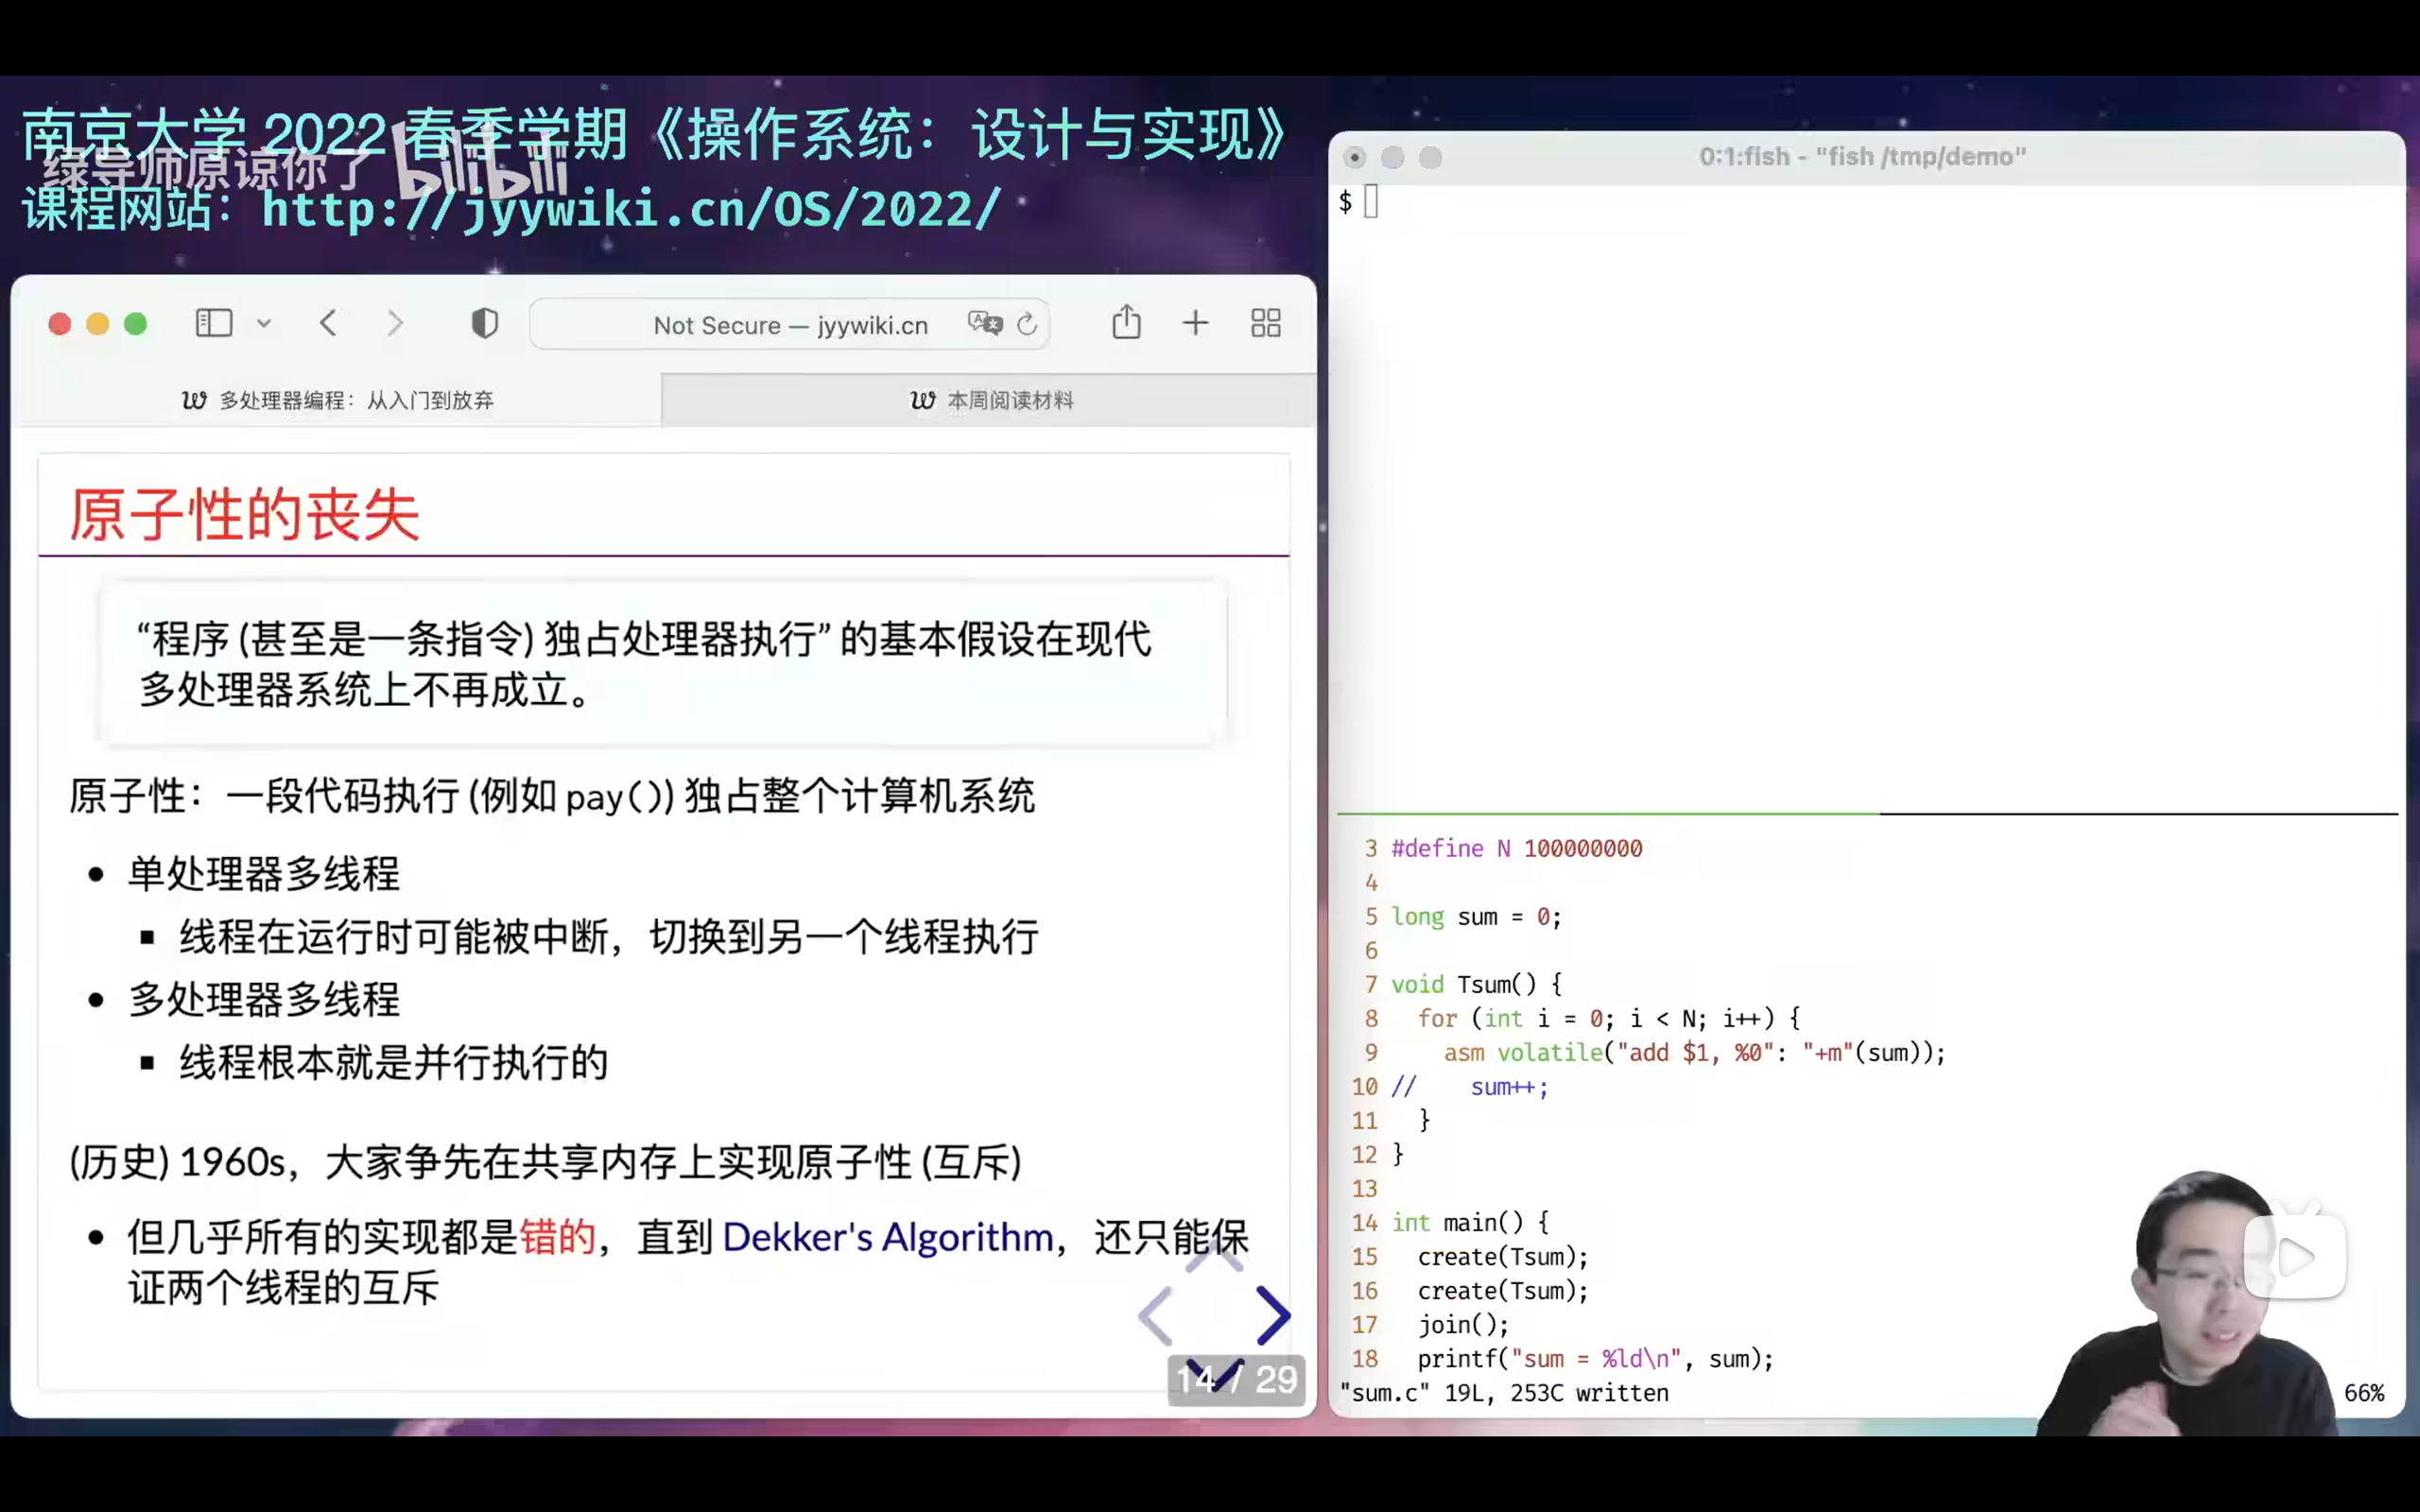 南京大学 2022 春季学期《操作系统：设计与实现》
绿导师原谅你了 bilibili
课程网站：http://jyywiki.cn/OS/2022/
Not Secure — jyywiki.cn
多处理器编程：从入门到放弃
本周阅读材料
原子性的丧失
“程序 (甚至是一条指令) 独占处理器执行” 的基本假设在现代
多处理器系统上不再成立。
原子性：一段代码执行 (例如 pay()) 独占整个计算机系统
● 单处理器多线程
■ 线程在运行时可能被中断，切换到另一个线程执行
● 多处理器多线程
■ 线程根本就是并行执行的
(历史) 1960s，大家争先在共享内存上实现原子性 (互斥)
● 但几乎所有的实现都是错的，直到 Dekker's Algorithm，还只能保
证两个线程的互斥
14 / 29
0:1:fish - "fish /tmp/demo"
$
3 #define N 100000000
4
5 long sum = 0;
6
7 void Tsum() {
8   for (int i = 0; i < N; i++) {
9     asm volatile("add $1, %0": "+m"(sum));
10 //    sum++;
11   }
12 }
13
14 int main() {
15   create(Tsum);
16   create(Tsum);
17   join();
18   printf("sum = %ld\n", sum);
"sum.c" 19L, 253C written
66%